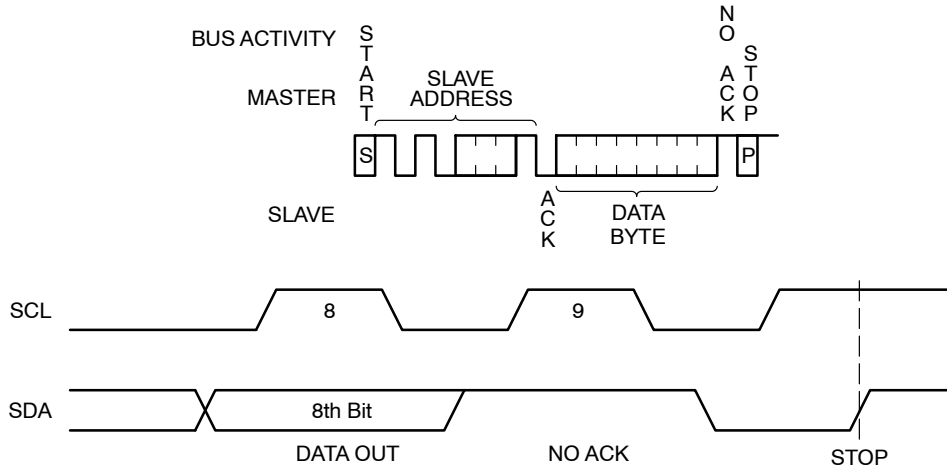 BUS ACTIVITY
MASTER
START
SLAVE
ADDRESS
NO ACK
STOP
S
P
SLAVE
ACK
DATA
BYTE
SCL
8
9
SDA
8th Bit
DATA OUT
NO ACK
STOP